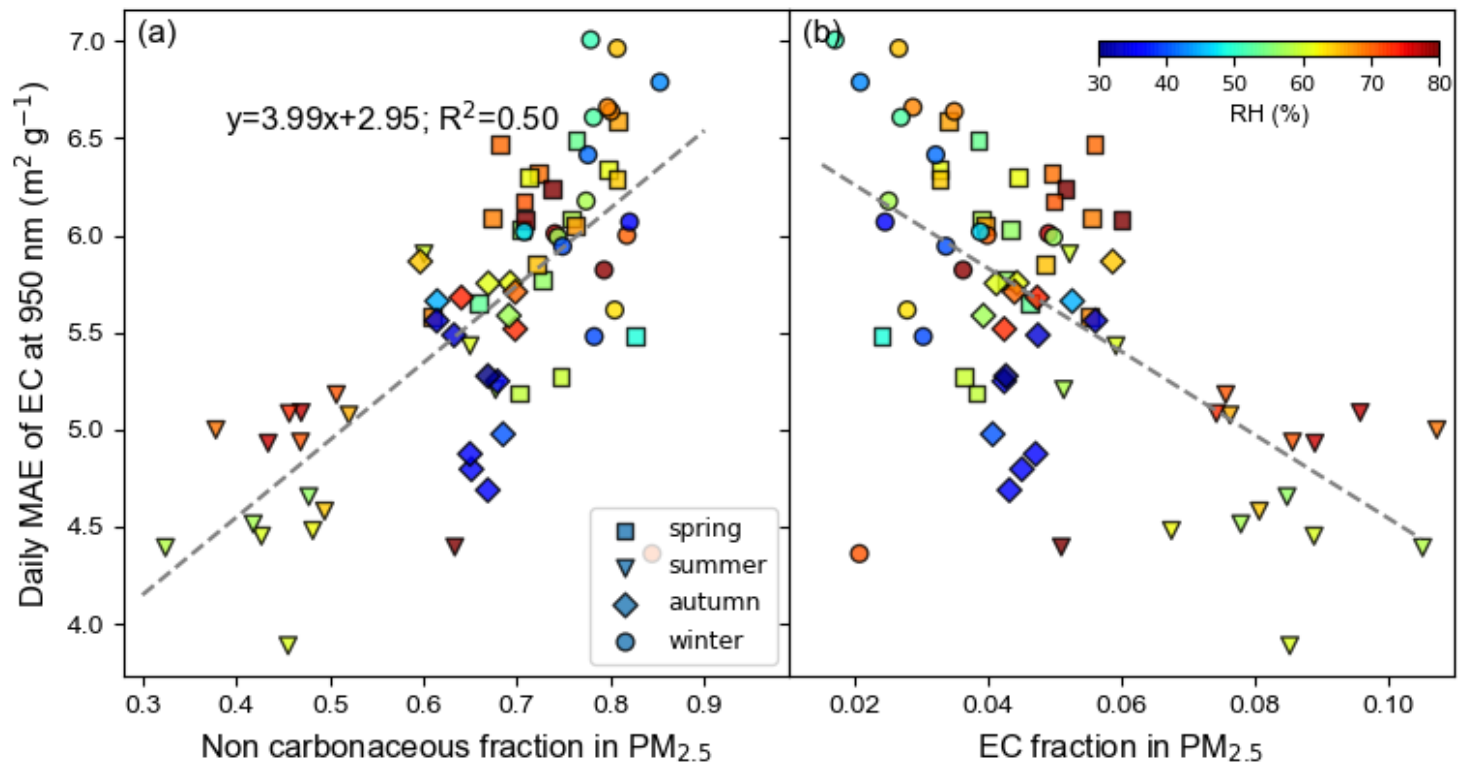 (a)
y=3.99x+2.95; R²=0.50
Daily MAE of EC at 950 nm (m² g⁻¹)
7.0
6.5
6.0
5.5
5.0
4.5
4.0
spring
summer
autumn
winter
0.3 0.4 0.5 0.6 0.7 0.8 0.9
Non carbonaceous fraction in PM₂.₅
(b)
30 40 50 60 70 80
RH (%)
0.02 0.04 0.06 0.08 0.10
EC fraction in PM₂.₅